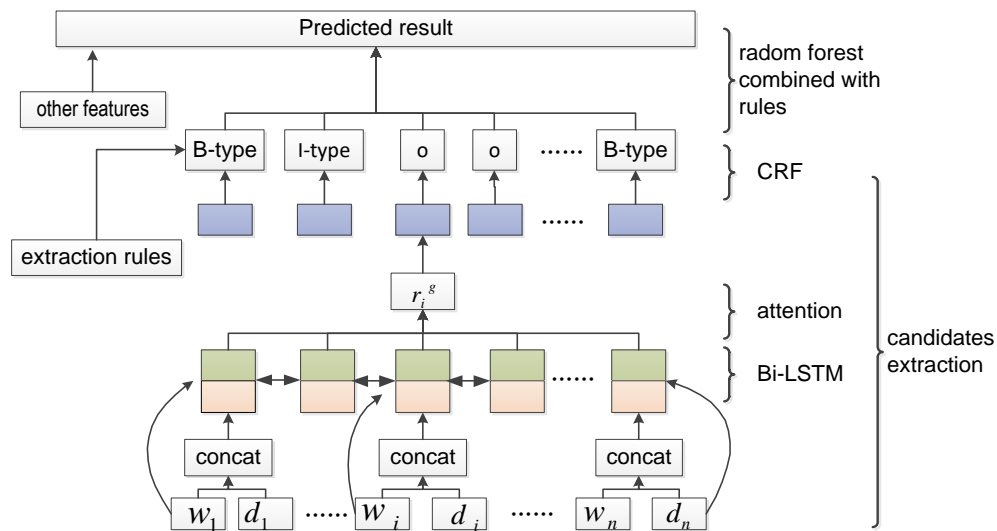 Predicted result
radom forest
combined with
rules
other features
B-type I-type o o ...... B-type
CRF
extraction rules
......
r_i^g
attention
candidates
extraction
......
Bi-LSTM
concat concat concat
w_1 d_1 ...... w_i d_i ...... w_n d_n